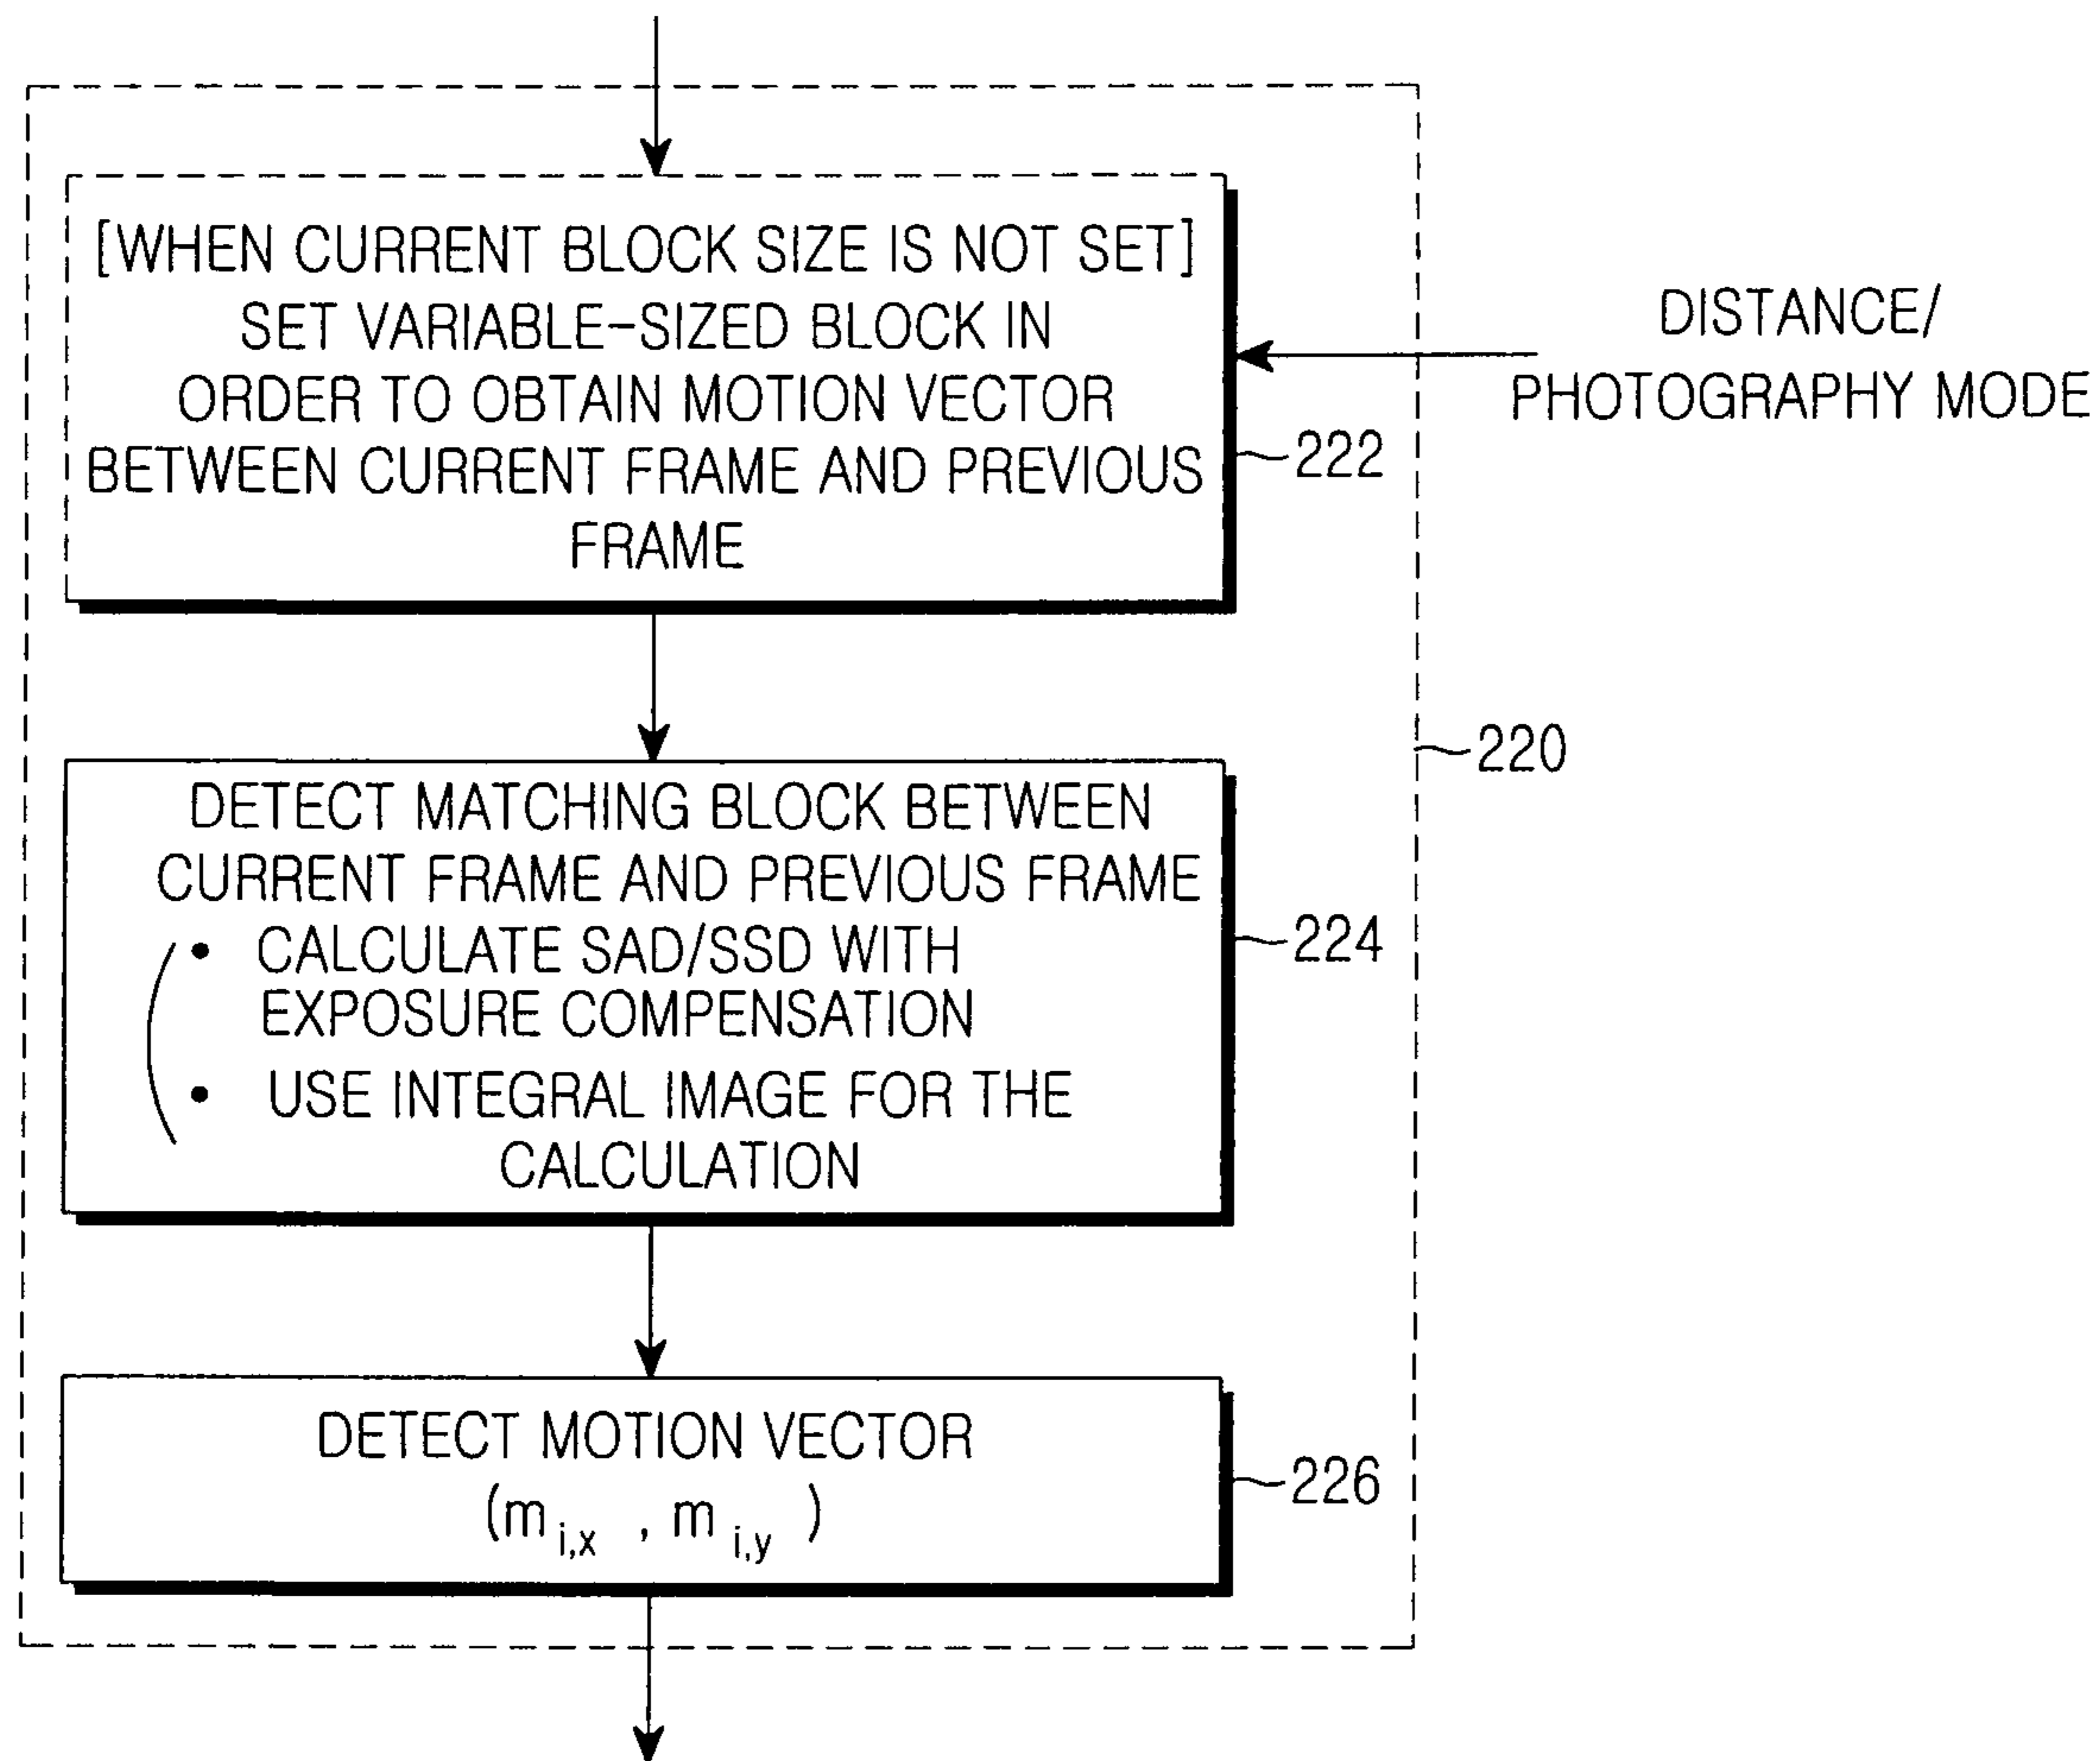 [WHEN CURRENT BLOCK SIZE IS NOT SET]
SET VARIABLE-SIZED BLOCK IN
ORDER TO OBTAIN MOTION VECTOR
BETWEEN CURRENT FRAME AND PREVIOUS
FRAME
222
DISTANCE/
PHOTOGRAPHY MODE
220
DETECT MATCHING BLOCK BETWEEN
CURRENT FRAME AND PREVIOUS FRAME
• CALCULATE SAD/SSD WITH
EXPOSURE COMPENSATION
• USE INTEGRAL IMAGE FOR THE
CALCULATION
224
DETECT MOTION VECTOR
(m i,x , m i,y )
226